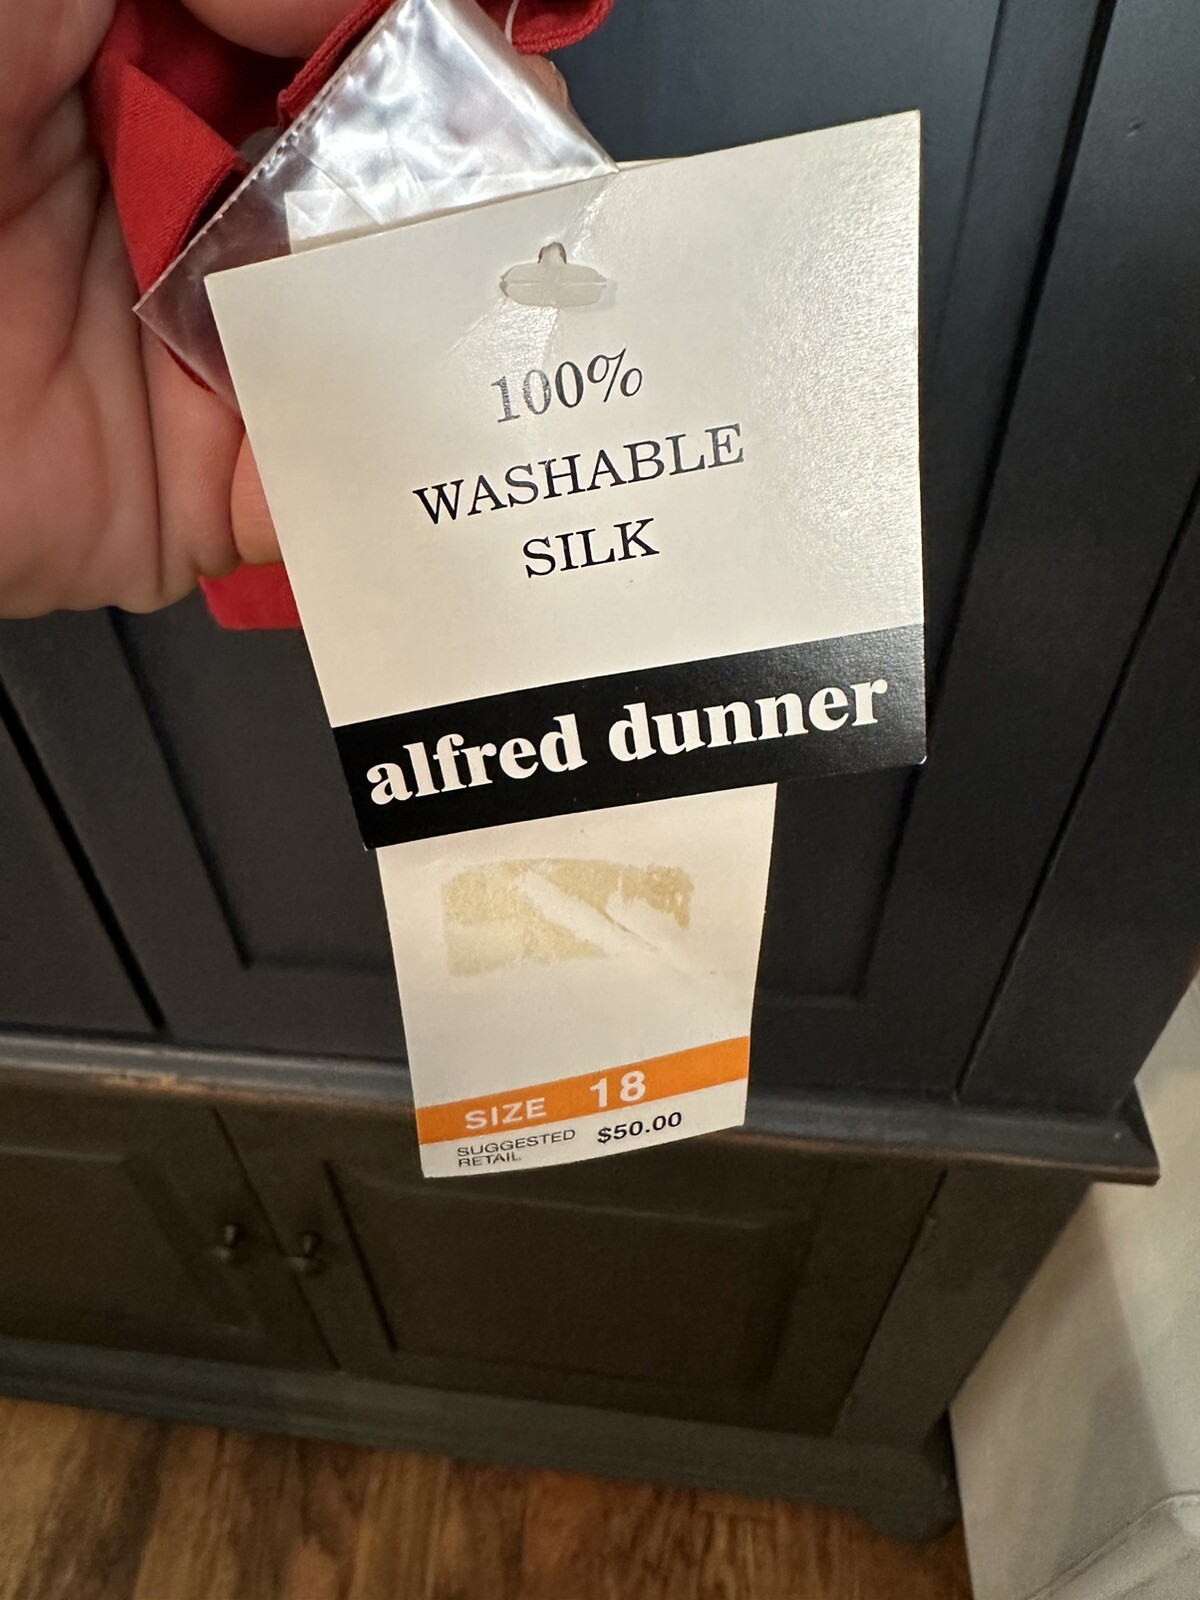 100%
WASHABLE
SILK
alfred dunner
SIZE 18
SUGGESTED
RETAIL $50.00